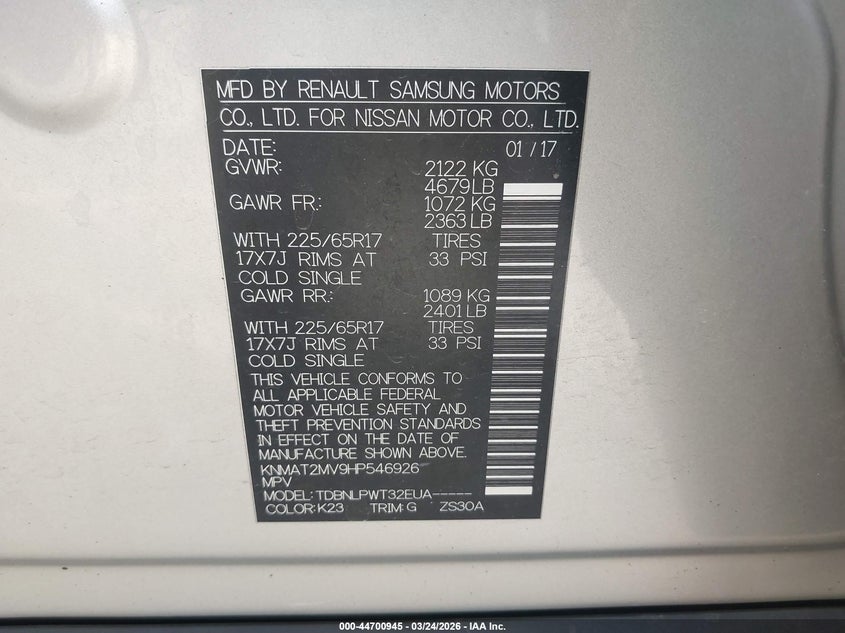 MFD BY RENAULT SAMSUNG MOTORS
CO., LTD. FOR NISSAN MOTOR CO., LTD.
DATE: 01 / 17
GVWR: 2122 KG
4679LB
GAWR FR.: 1072 KG
2363 LB
WITH 225/65R17 TIRES
17X7J RIMS AT 33 PSI
COLD SINGLE
GAWR RR.: 1089 KG
2401 LB
WITH 225/65R17 TIRES
17X7J RIMS AT 33 PSI
COLD SINGLE
THIS VEHICLE CONFORMS TO
ALL APPLICABLE FEDERAL
MOTOR VEHICLE SAFETY AND
THEFT PREVENTION STANDARDS
IN EFFECT ON THE DATE OF
MANUFACTURE SHOWN ABOVE.
KNMAT2MV9HP546926
MPV
MODEL: TDBNLPWT32EUA-----
COLOR: K23 TRIM: G ZS30A
000-44700945 - 03/24/2026 - IAA Inc.